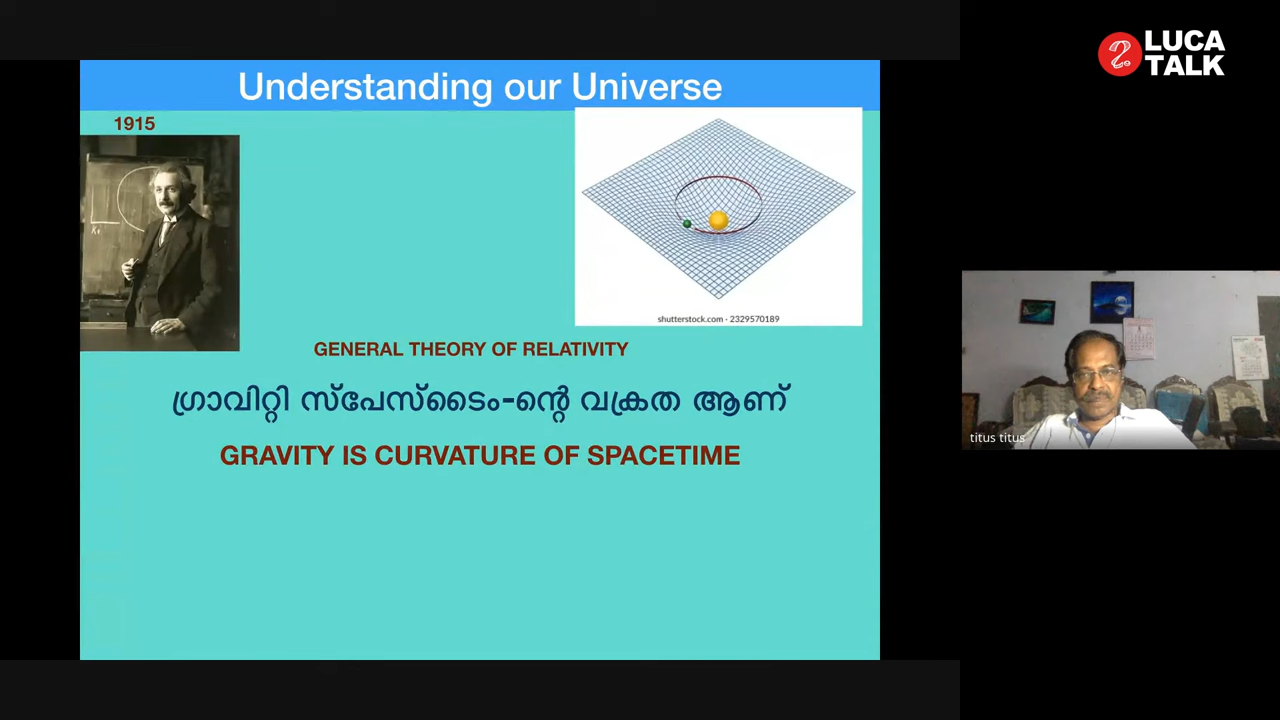 LUCA
TALK
Understanding our Universe
1915
shutterstock.com · 2329570189
GENERAL THEORY OF RELATIVITY
ഗ്രാവിറ്റി സ്പേസ്ടൈം-ന്റെ വക്രത ആണ്
GRAVITY IS CURVATURE OF SPACETIME
titus titus